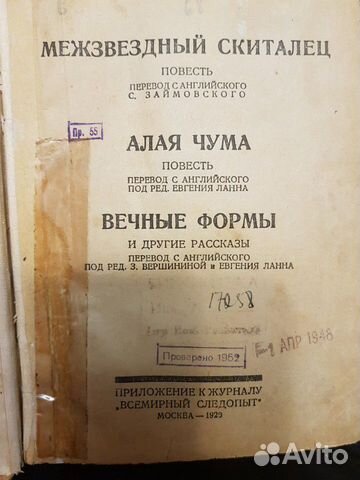 МЕЖЗВЕЗДНЫЙ СКИТАЛЕЦ
ПОВЕСТЬ
ПЕРЕВОД С АНГЛИЙСКОГО
С. ЗАЙМОВСКОГО
Пр. 55
АЛАЯ ЧУМА
ПОВЕСТЬ
ПЕРЕВОД С АНГЛИЙСКОГО
ПОД РЕД. ЕВГЕНИЯ ЛАННА
ВЕЧНЫЕ ФОРМЫ
И ДРУГИЕ РАССКАЗЫ
ПЕРЕВОД С АНГЛИЙСКОГО
ПОД РЕД. З. ВЕРШИНИНОЙ и ЕВГЕНИЯ ЛАННА
17258
АПР 1948
Проверено 1952
ПРИЛОЖЕНИЕ К ЖУРНАЛУ
„ВСЕМИРНЫЙ СЛЕДОПЫТ"
МОСКВА — 1929
Avito